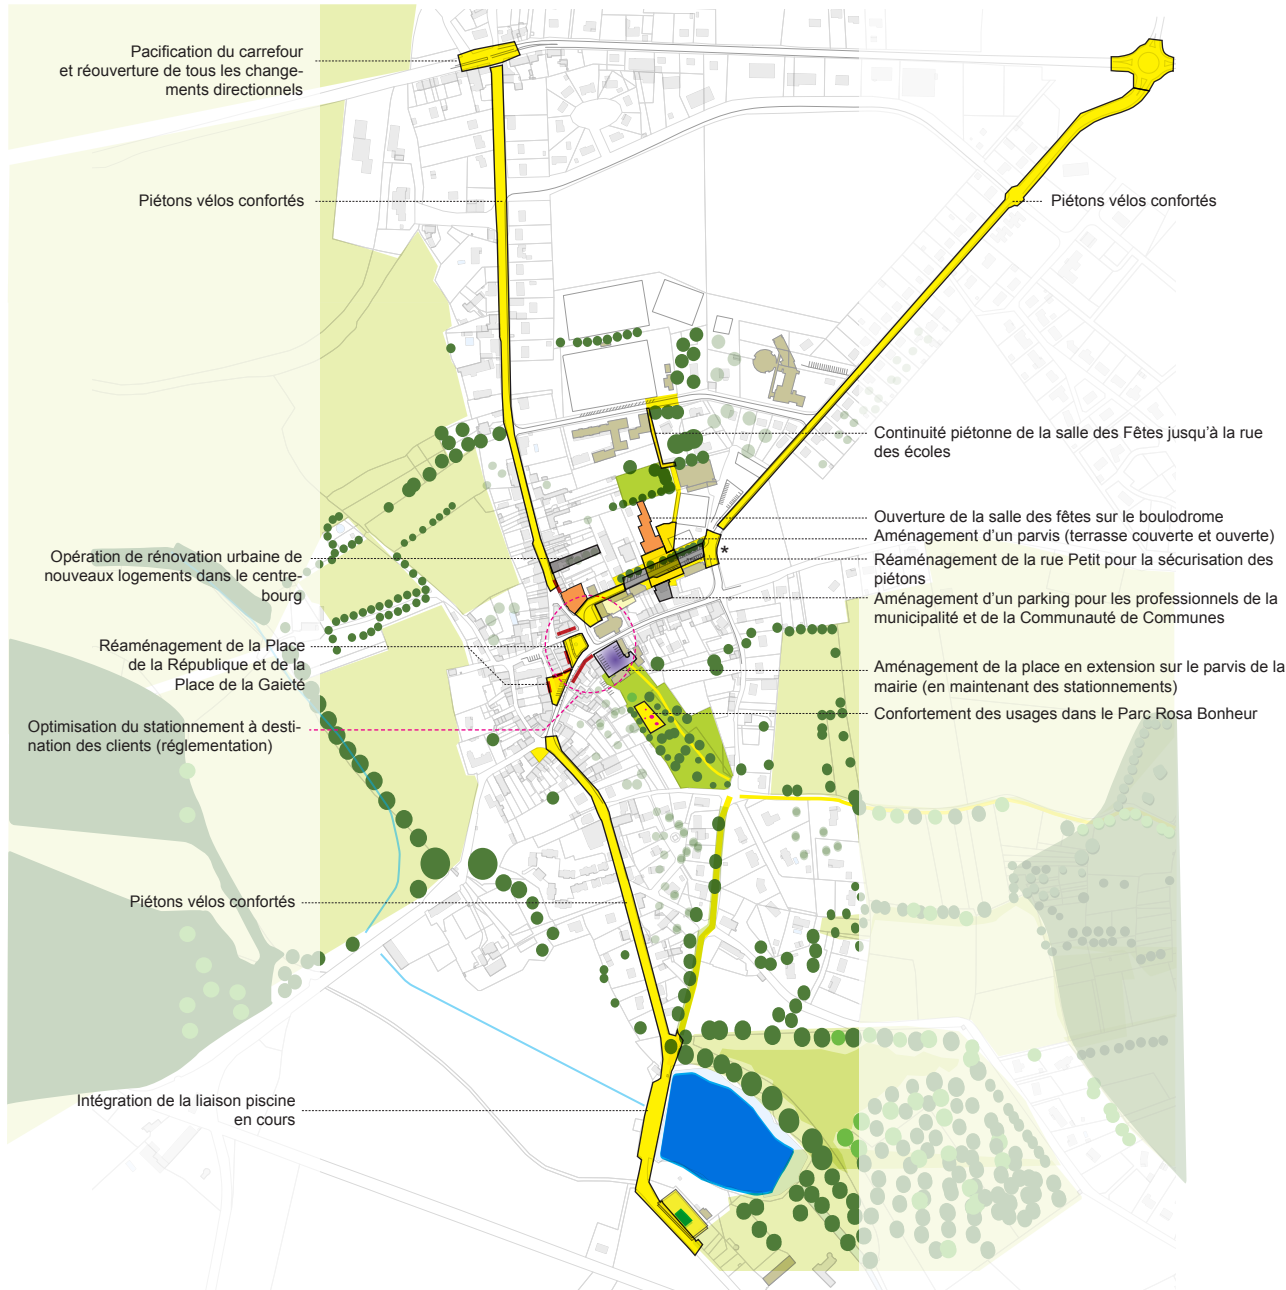 Pacification du carrefour
et réouverture de tous les change-
ments directionnels
Piétons vélos confortés
Piétons vélos confortés
Continuité piétonne de la salle des Fêtes jusqu'à la rue
des écoles
Ouverture de la salle des fêtes sur le boulodrome
Aménagement d'un parvis (terrasse couverte et ouverte)
*
Réaménagement de la rue Petit pour la sécurisation des
piétons
Opération de rénovation urbaine de
nouveaux logements dans le centre-
bourg
Aménagement d'un parking pour les professionnels de la
municipalité et de la Communauté de Communes
Réaménagement de la Place
de la République et de la
Place de la Gaieté
Aménagement de la place en extension sur le parvis de la
mairie (en maintenant des stationnements)
Confortement des usages dans le Parc Rosa Bonheur
Optimisation du stationnement à desti-
nation des clients (réglementation)
Piétons vélos confortés
Intégration de la liaison piscine
en cours